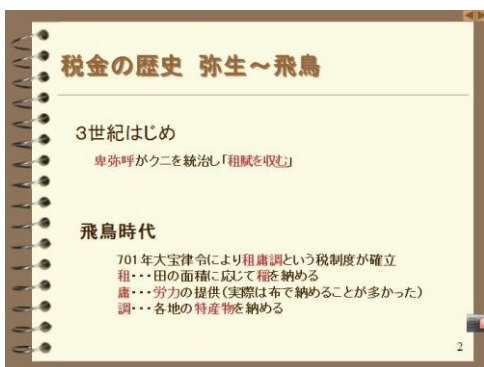 税金の歴史 弥生～飛鳥
3世紀はじめ
卑弥呼がクニを統治し「租賦を収む」
飛鳥時代
701年大宝律令により租庸調という税制度が確立
租・・・田の面積に応じて稲を納める
庸・・・労力の提供(実際は布で納めることが多かった)
調・・・各地の特産物を納める
2